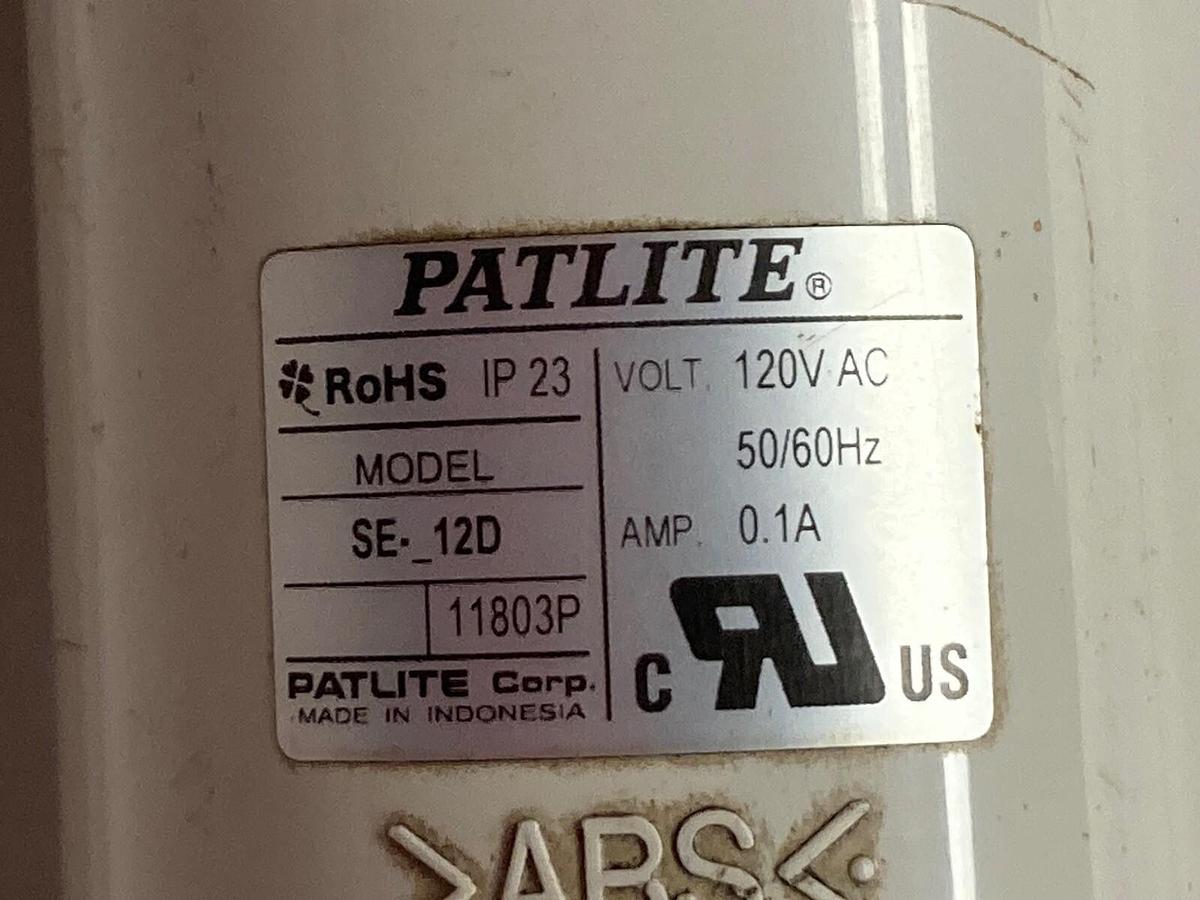 PATLITE®
RoHS IP 23
MODEL
SE-_12D
11803P
PATLITE Corp.
MADE IN INDONESIA
VOLT. 120V AC
50/60Hz
AMP. 0.1A
C RU US
>ABS<